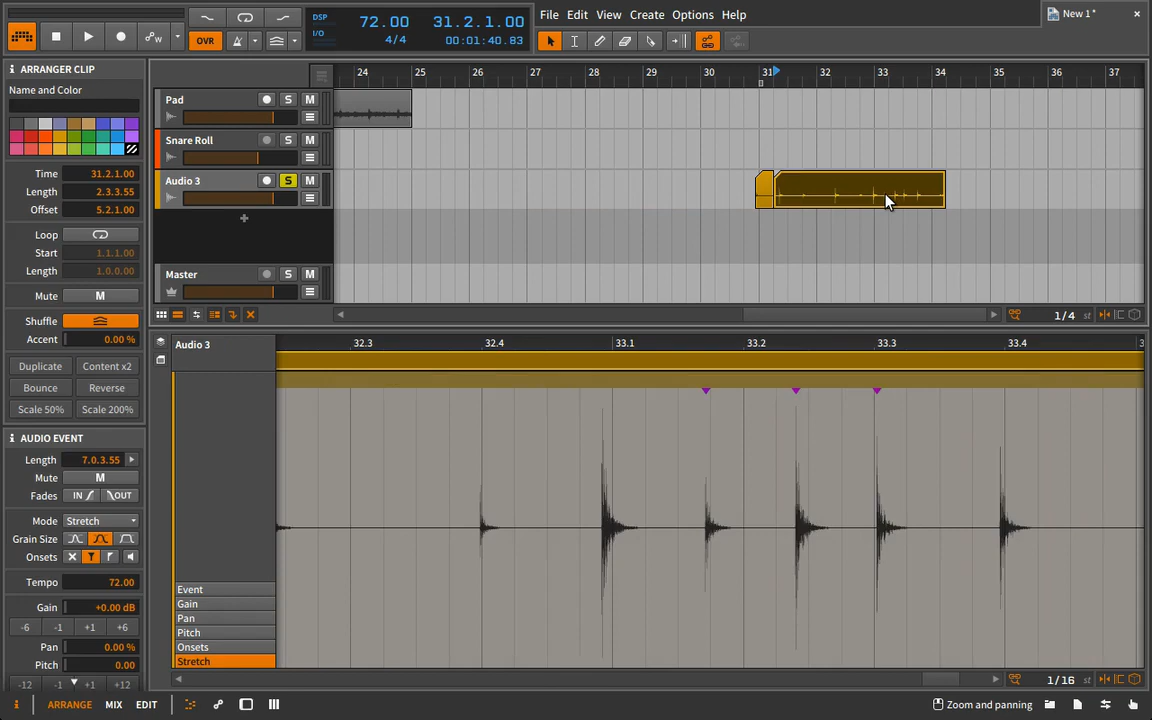 DSP
I/O
72.00
4/4
31.2.1.00
00:01:40.83
File Edit View Create Options Help
New 1*
OVR
ARRANGER CLIP
Name and Color
Time 31.2.1.00
Length 2.3.3.55
Offset 5.2.1.00
Loop
Start 1.1.1.00
Length 1.0.0.00
Mute M
Shuffle
Accent 0.00 %
Duplicate Content x2
Bounce Reverse
Scale 50% Scale 200%
AUDIO EVENT
Length 7.0.3.55
Mute M
Fades IN OUT
Mode Stretch
Grain Size
Onsets
Tempo 72.00
Gain +0.00 dB
-6 -1 +1 +6
Pan 0.00 %
Pitch 0.00
-12 -1 +1 +12
24 25 26 27 28 29 30 31 32 33 34 35 36 37
Pad S M
Snare Roll S M
Audio 3 S M
+
Master S M
1/4 st
Audio 3
32.3 32.4 33.1 33.2 33.3 33.4
Event
Gain
Pan
Pitch
Onsets
Stretch
1/16 st
i ARRANGE MIX EDIT
Zoom and panning